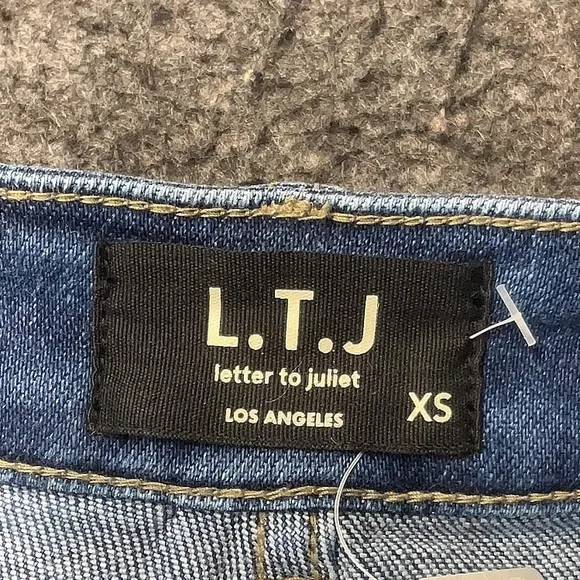 L.T.J
letter to juliet
LOS ANGELES
XS